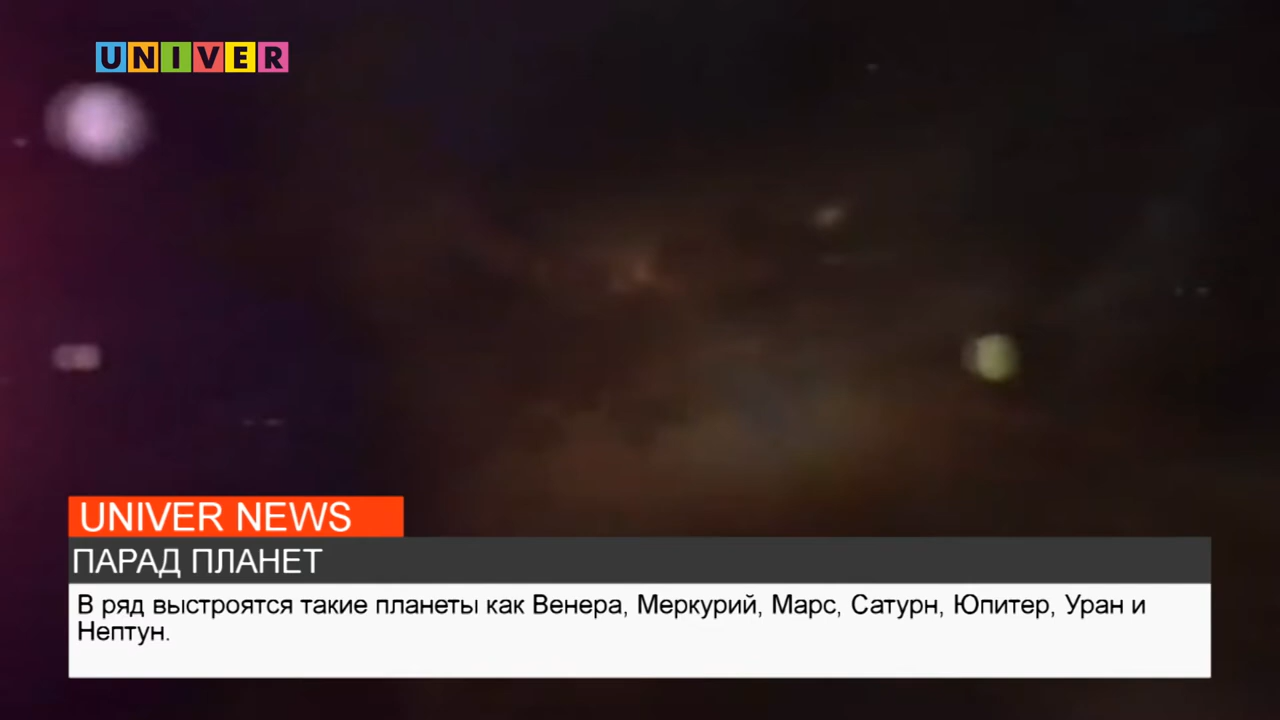 UNIVER
UNIVER NEWS
ПАРАД ПЛАНЕТ
В ряд выстроятся такие планеты как Венера, Меркурий, Марс, Сатурн, Юпитер, Уран и
Нептун.